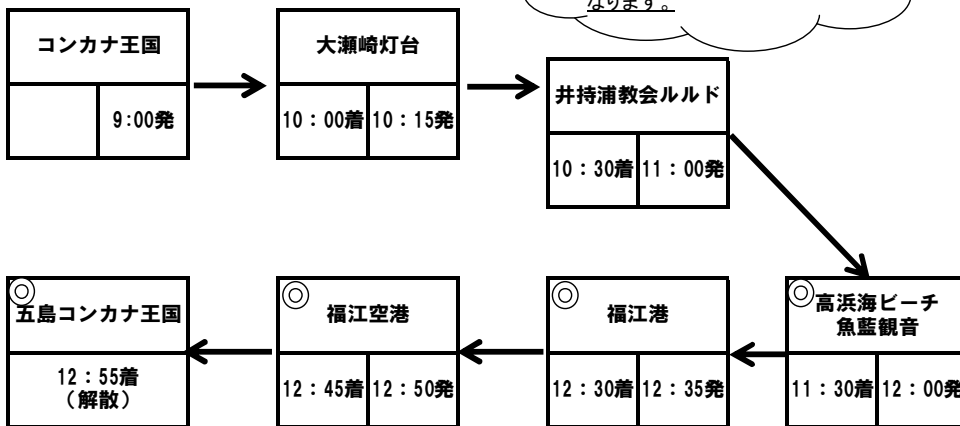 なります。
コンカナ王国
9:00発
大瀬崎灯台
10：00着 10：15発
井持浦教会ルルド
10：30着 11：00発
◎
高浜海ビーチ
魚藍観音
11：30着 12：00発
◎
福江港
12：30着 12：35発
◎
福江空港
12：45着 12：50発
◎
五島コンカナ王国
12：55着
（解散）